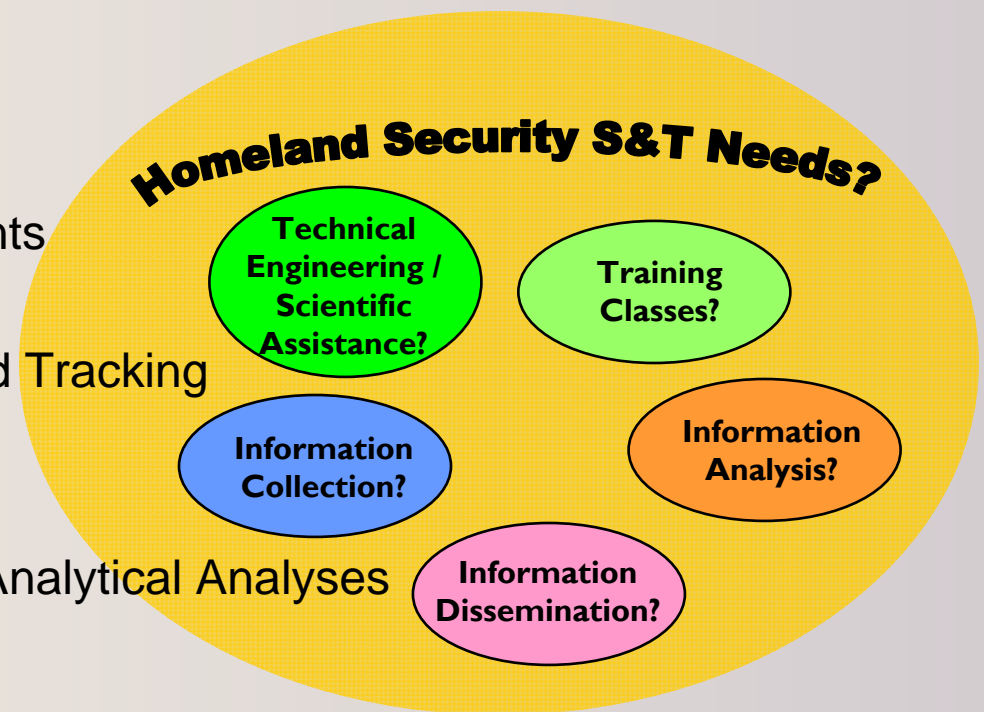 Homeland Security S&T Needs?
Technical
Engineering /
Scientific
Assistance?
Training
Classes?
nts
d Tracking
Information
Collection?
Information
Analysis?
Analytical Analyses
Information
Dissemination?